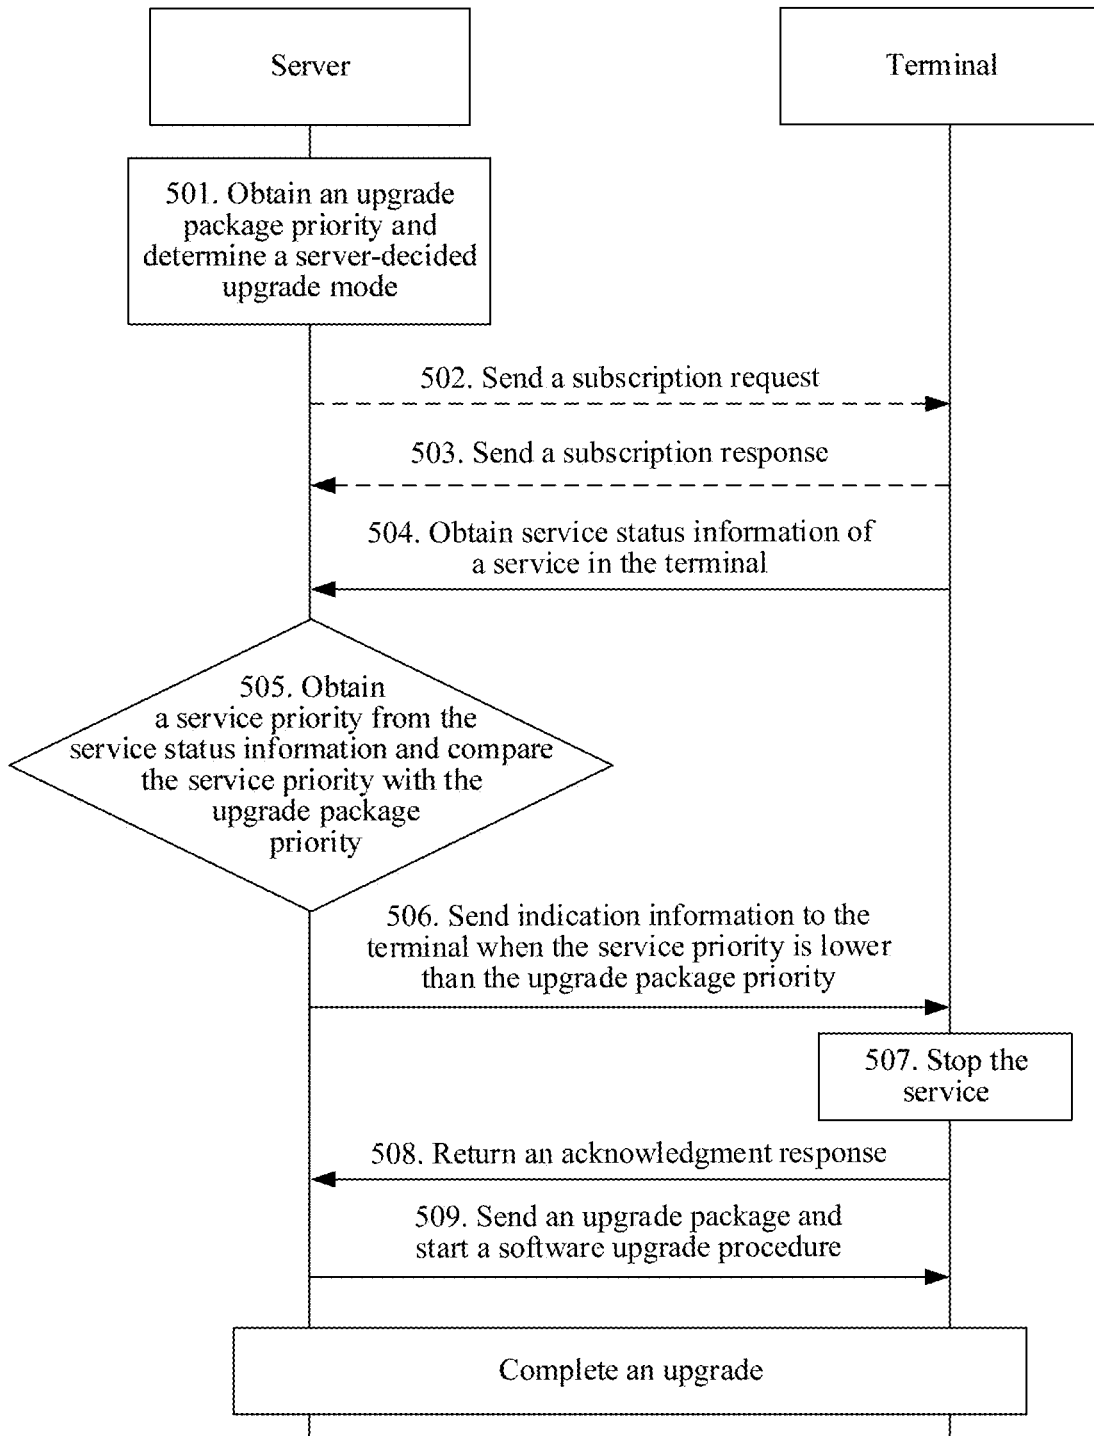 Server
Terminal
501. Obtain an upgrade
package priority and
determine a server-decided
upgrade mode
502. Send a subscription request
503. Send a subscription response
504. Obtain service status information of
a service in the terminal
505. Obtain
a service priority from the
service status information and compare
the service priority with the
upgrade package
priority
506. Send indication information to the
terminal when the service priority is lower
than the upgrade package priority
507. Stop the
service
508. Return an acknowledgment response
509. Send an upgrade package and
start a software upgrade procedure
Complete an upgrade